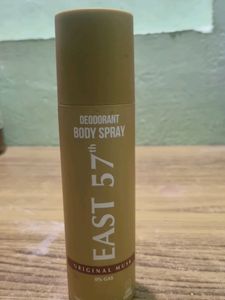 DEODORANT
BODY SPRAY
EAST 57th
ORIGINAL MUSK
0% GAS